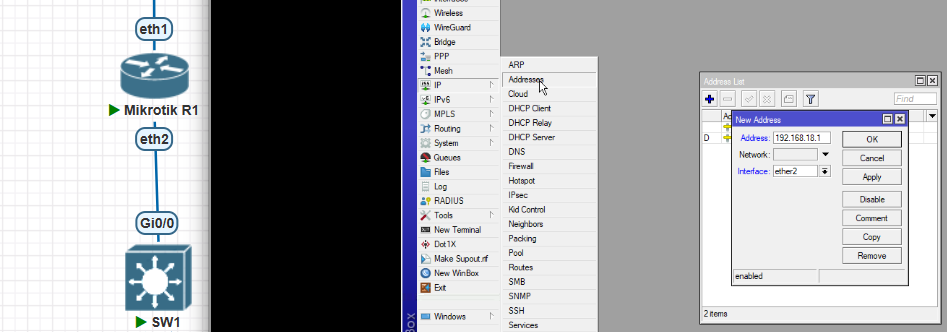 eth1
Mikrotik R1
eth2
Gi0/0
SW1
Wireless
WireGuard
Bridge
PPP
Mesh
IP
IPv6
MPLS
Routing
System
Queues
Files
Log
RADIUS
Tools
New Terminal
Dot1X
Make Supout.rif
New WinBox
Exit
Windows
BOX
ARP
Addresses
Cloud
DHCP Client
DHCP Relay
DHCP Server
DNS
Firewall
Hotspot
IPsec
Kid Control
Neighbors
Packing
Pool
Routes
SMB
SNMP
SSH
Services
Address List
Find
D
New Address
Address: 192.168.18.1
Network:
Interface: ether2
OK
Cancel
Apply
Disable
Comment
Copy
Remove
enabled
2 items